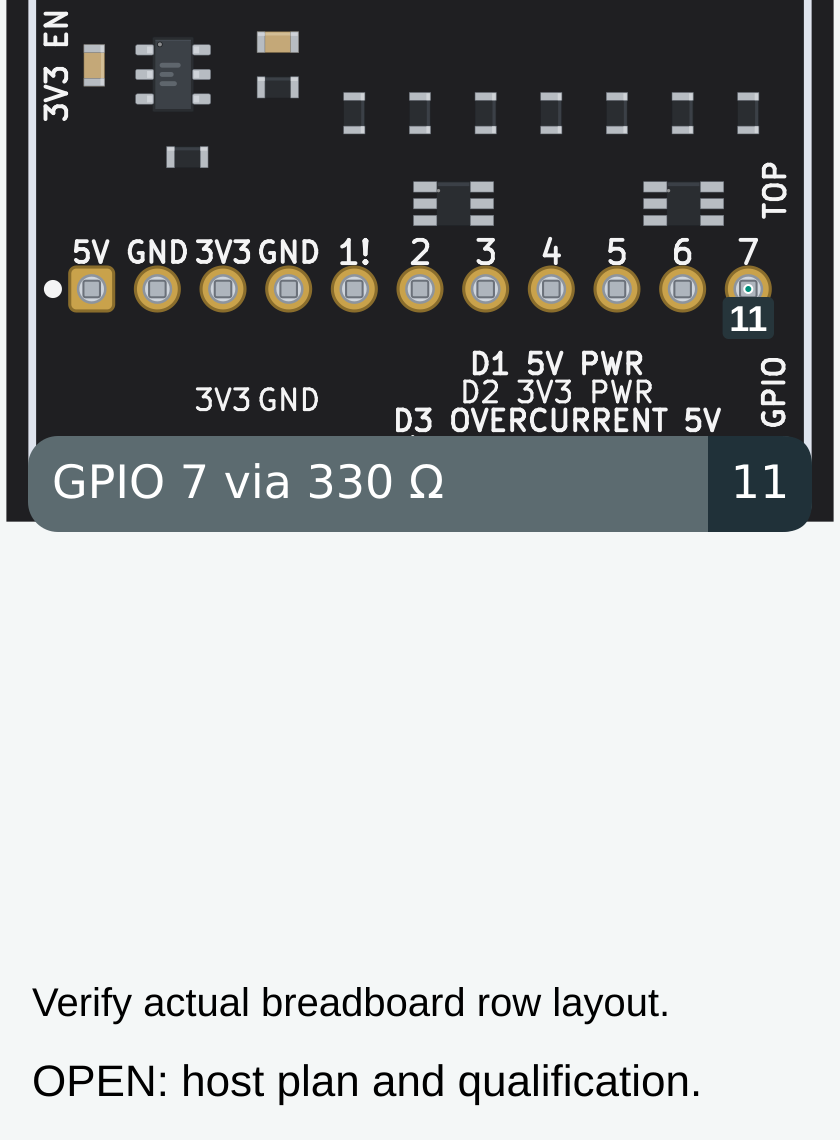 3V3 EN
TOP
5V GND 3V3 GND 1! 2 3 4 5 6 7
11
D1 5V PWR
3V3 GND D2 3V3 PWR
D3 OVERCURRENT 5V
GPIO
GPIO 7 via 330 Ω 11
Verify actual breadboard row layout.
OPEN: host plan and qualification.